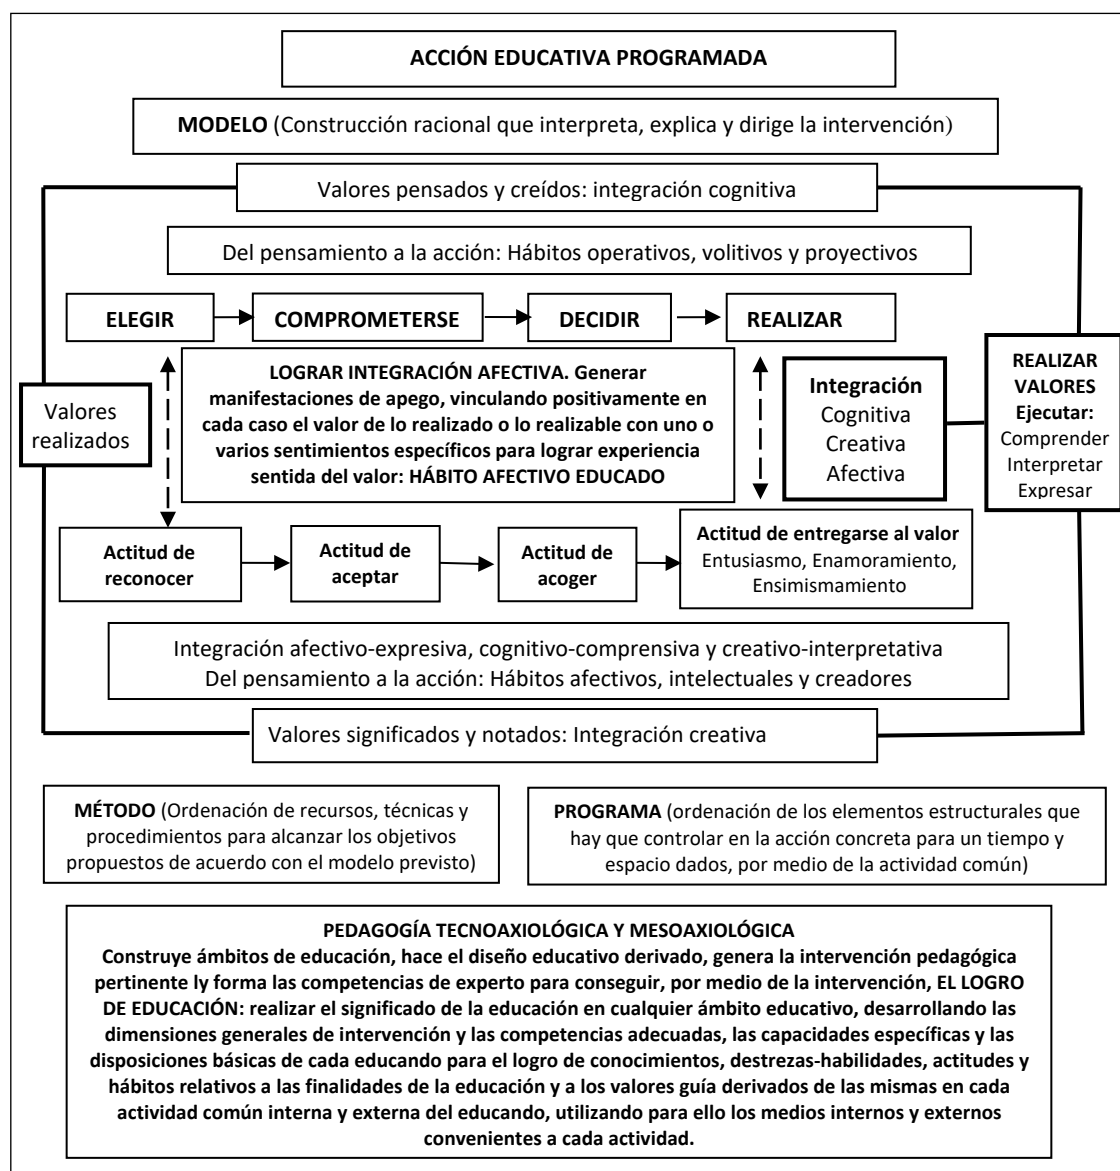 ACCIÓN EDUCATIVA PROGRAMADA
MODELO (Construcción racional que interpreta, explica y dirige la intervención)
Valores pensados y creídos: integración cognitiva
Del pensamiento a la acción: Hábitos operativos, volitivos y proyectivos
ELEGIR
COMPROMETERSE
DECIDIR
REALIZAR
Valores
realizados
LOGRAR INTEGRACIÓN AFECTIVA. Generar
manifestaciones de apego, vinculando positivamente en
cada caso el valor de lo realizado o lo realizable con uno o
varios sentimientos específicos para lograr experiencia
sentida del valor: HÁBITO AFECTIVO EDUCADO
Integración
Cognitiva
Creativa
Afectiva
REALIZAR
VALORES
Ejecutar:
Comprender
Interpretar
Expresar
Actitud de
reconocer
Actitud de
aceptar
Actitud de
acoger
Actitud de entregarse al valor
Entusiasmo, Enamoramiento,
Ensimismamiento
Integración afectivo-expresiva, cognitivo-comprensiva y creativo-interpretativa
Del pensamiento a la acción: Hábitos afectivos, intelectuales y creadores
Valores significados y notados: Integración creativa
MÉTODO (Ordenación de recursos, técnicas y
procedimientos para alcanzar los objetivos
propuestos de acuerdo con el modelo previsto)
PROGRAMA (ordenación de los elementos estructurales que
hay que controlar en la acción concreta para un tiempo y
espacio dados, por medio de la actividad común)
PEDAGOGÍA TECNOAXIOLÓGICA Y MESOAXIOLÓGICA
Construye ámbitos de educación, hace el diseño educativo derivado, genera la intervención pedagógica
pertinente ly forma las competencias de experto para conseguir, por medio de la intervención, EL LOGRO
DE EDUCACIÓN: realizar el significado de la educación en cualquier ámbito educativo, desarrollando las
dimensiones generales de intervención y las competencias adecuadas, las capacidades específicas y las
disposiciones básicas de cada educando para el logro de conocimientos, destrezas-habilidades, actitudes y
hábitos relativos a las finalidades de la educación y a los valores guía derivados de las mismas en cada
actividad común interna y externa del educando, utilizando para ello los medios internos y externos
convenientes a cada actividad.